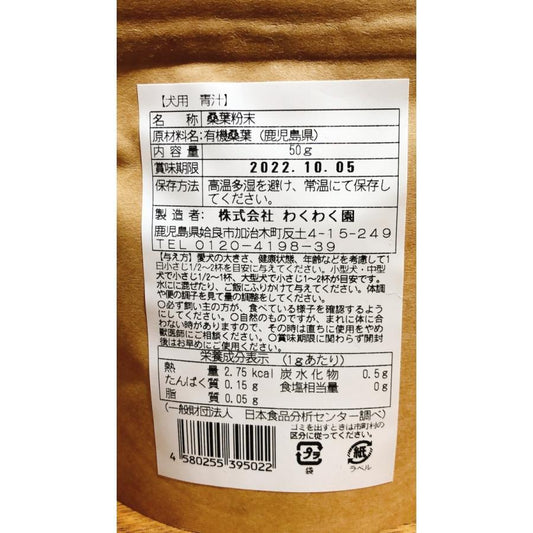 【犬用 青汁】
名 称 桑葉粉末
原材料名:有機桑葉(鹿児島県)
内 容 量 50g
賞味期限 2022.10.05
保存方法 高温多湿を避け、常温にて保存し
てください。
製 造 者: 株式会社 わくわく園
鹿児島県姶良市加治木町反土4-15-249
TEL 0120-4198-39
【与え方】愛犬の大きさ、健康状態、年齢などを考慮して1
日小さじ1/2~2杯を目安に与えてください。小型犬・中型
犬で小さじ1/2~1杯、大型犬で小さじ1~2杯が目安です。
水にに混ぜたり、ご飯にふりかけて与えてください。体調
や便の調子を見て量の調整をしてください。
○必ず飼い主の方が、食べている様子を確認するように
してください。○自然のものですが、まれに体に合
わない時がありますので、その時は直ちに使用をやめ
獣医師にご相談ください。○賞味期限に関わらず開封
後はお早めにご使用ください。
栄養成分表示 (1gあたり)
熱 量 2.75 kcal 炭水化物 0.5g
たんぱく質 0.15g 食塩相当量 0g
脂 質 0.05g
(一般財団法人 日本食品分析センター調べ)
ゴミを出すときは市町村の
区分に従ってください。
プラ 紙
袋 ラベル
4 580255 395022